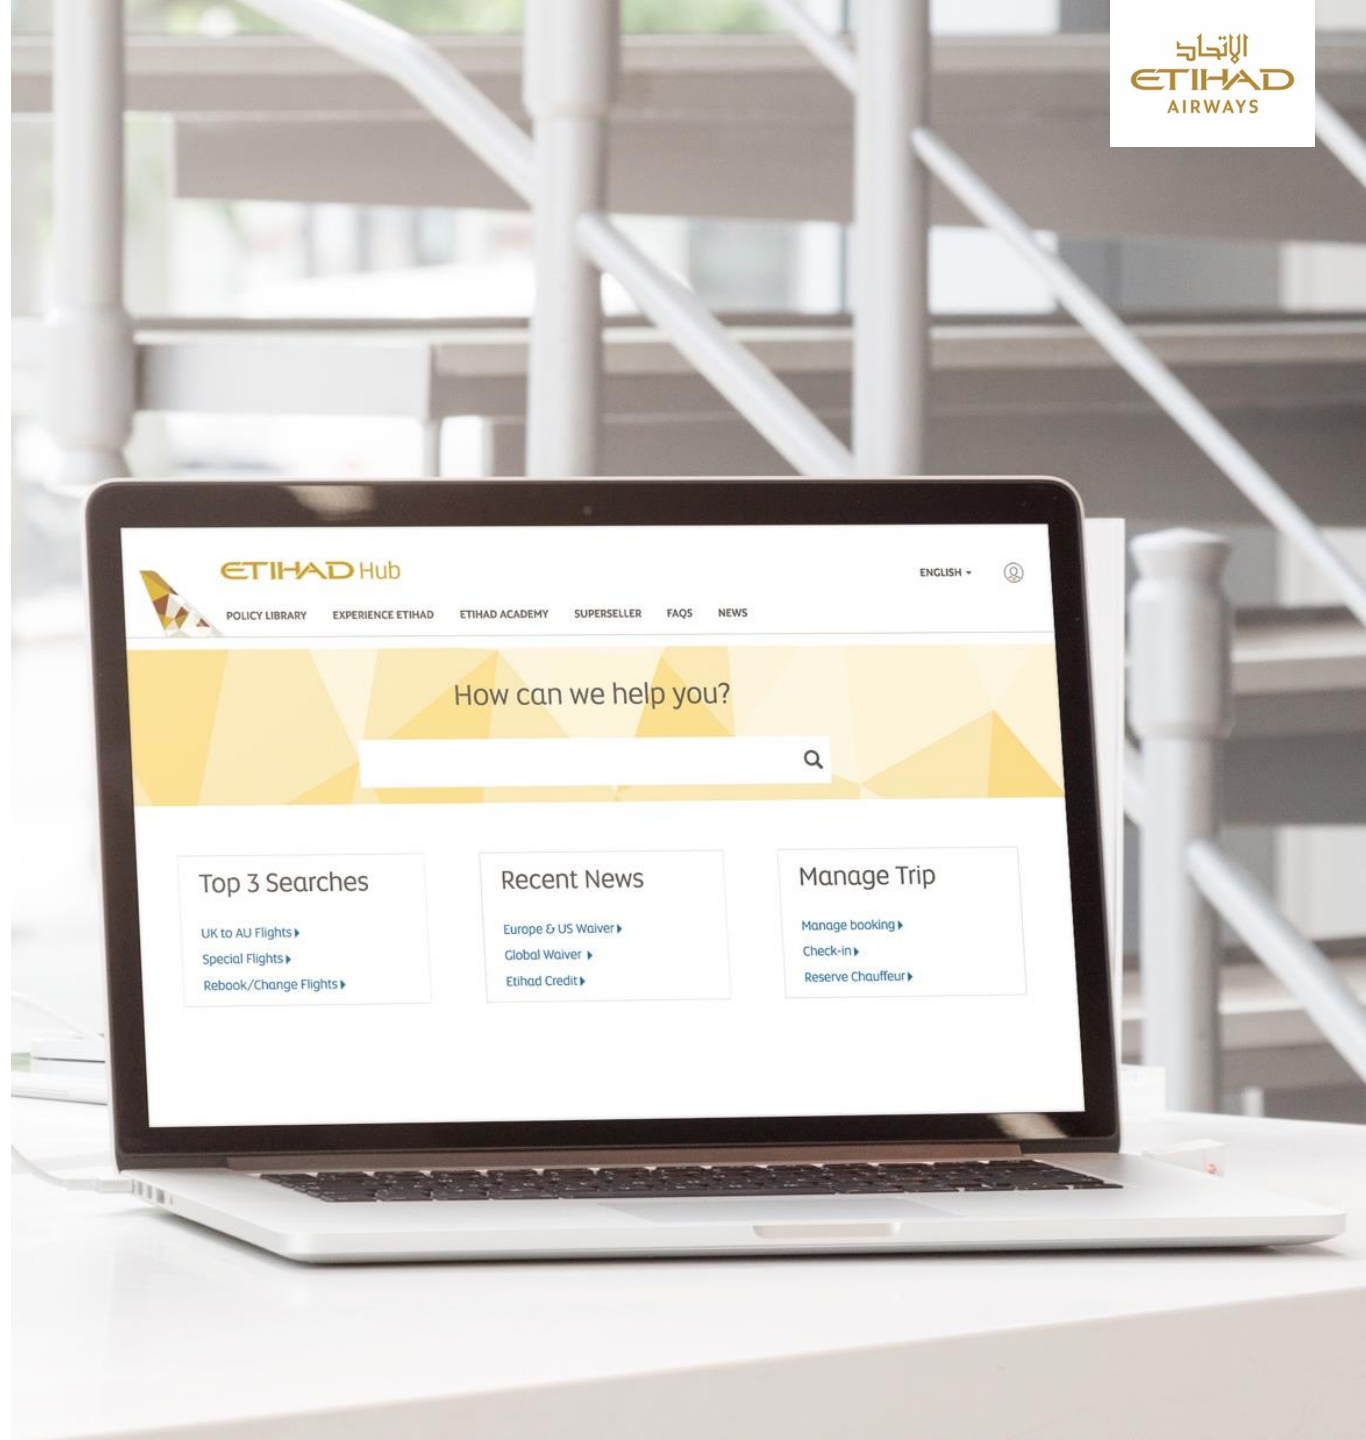 الإتحاد
ETIHAD
AIRWAYS
ETIHAD Hub
ENGLISH
POLICY LIBRARY EXPERIENCE ETIHAD ETIHAD ACADEMY SUPERSELLER FAQS NEWS
How can we help you?
Top 3 Searches
UK to AU Flights
Special Flights
Rebook/Change Flights
Recent News
Europe & US Waiver
Global Waiver
Etihad Credit
Manage Trip
Manage booking
Check-in
Reserve Chauffeur